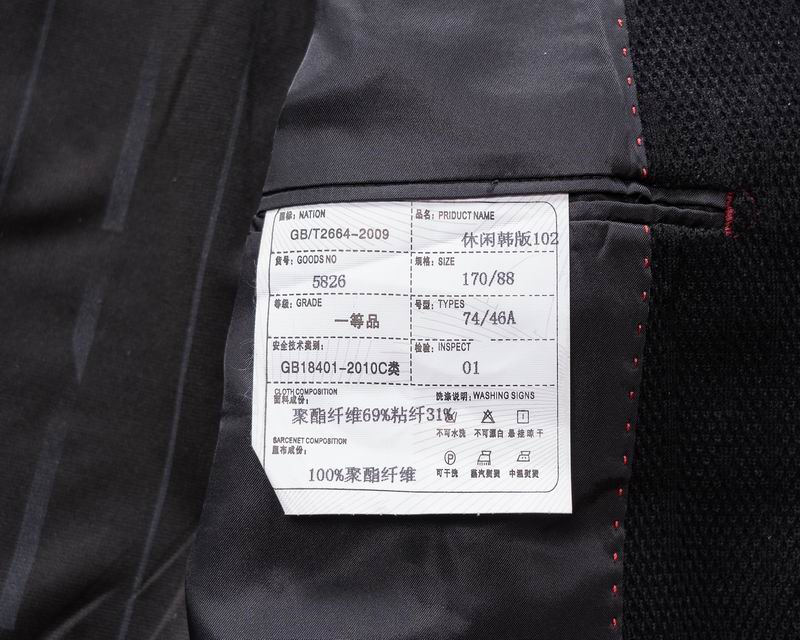 国标：NATION
GB/T2664-2009
品名：PRIDUCT NAME
休闲韩版102
货号：GOODS NO
5826
规格：SIZE
170/88
等级：GRADE
一等品
号型：TYPES
74/46A
安全技术类别：
GB18401-2010C类
检验：INSPECT
01
CLOTH COMPOSITION
面料成份：
聚酯纤维69%粘纤31%
洗涤说明：WASHING SIGNS
不可水洗 不可漂白 悬挂晾干
SARCENET COMPOSITION
里布成份：
100%聚酯纤维
P
可干洗 蒸汽熨烫 中温熨烫